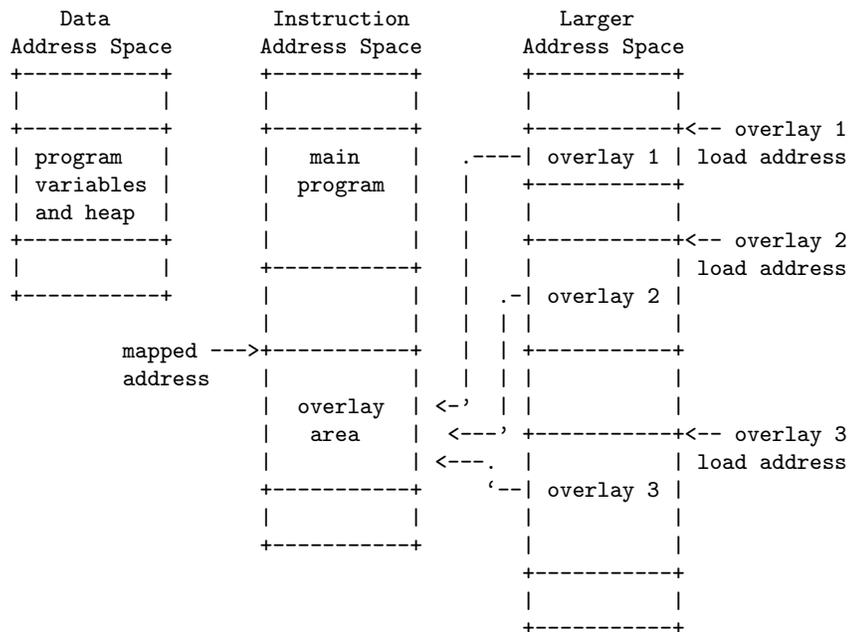 Data             Instruction            Larger
Address Space       Address Space        Address Space
+-----------+       +-----------+        +-----------+
|           |       |           |        |           |
+-----------+       +-----------+        +-----------+<-- overlay 1
| program   |       |   main    |   .----| overlay 1 | load address
| variables |       |  program  |   |    +-----------+
| and heap  |       |           |   |    |           |
+-----------+       |           |   |    +-----------+<-- overlay 2
|           |       +-----------+   |    |           | load address
+-----------+       |           |   |  .-| overlay 2 |
                    |           |   |  | |           |
         mapped --->+-----------+   |  | +-----------+
         address    |           |   |  | |           |
                    |  overlay  | <-'  | |           |
                    |   area    |  <---' +-----------+<-- overlay 3
                    |           | <---.  |           | load address
                    +-----------+     ‘--| overlay 3 |
                    |           |        |           |
                    +-----------+        |           |
                                         +-----------+
                                         |           |
                                         +-----------+